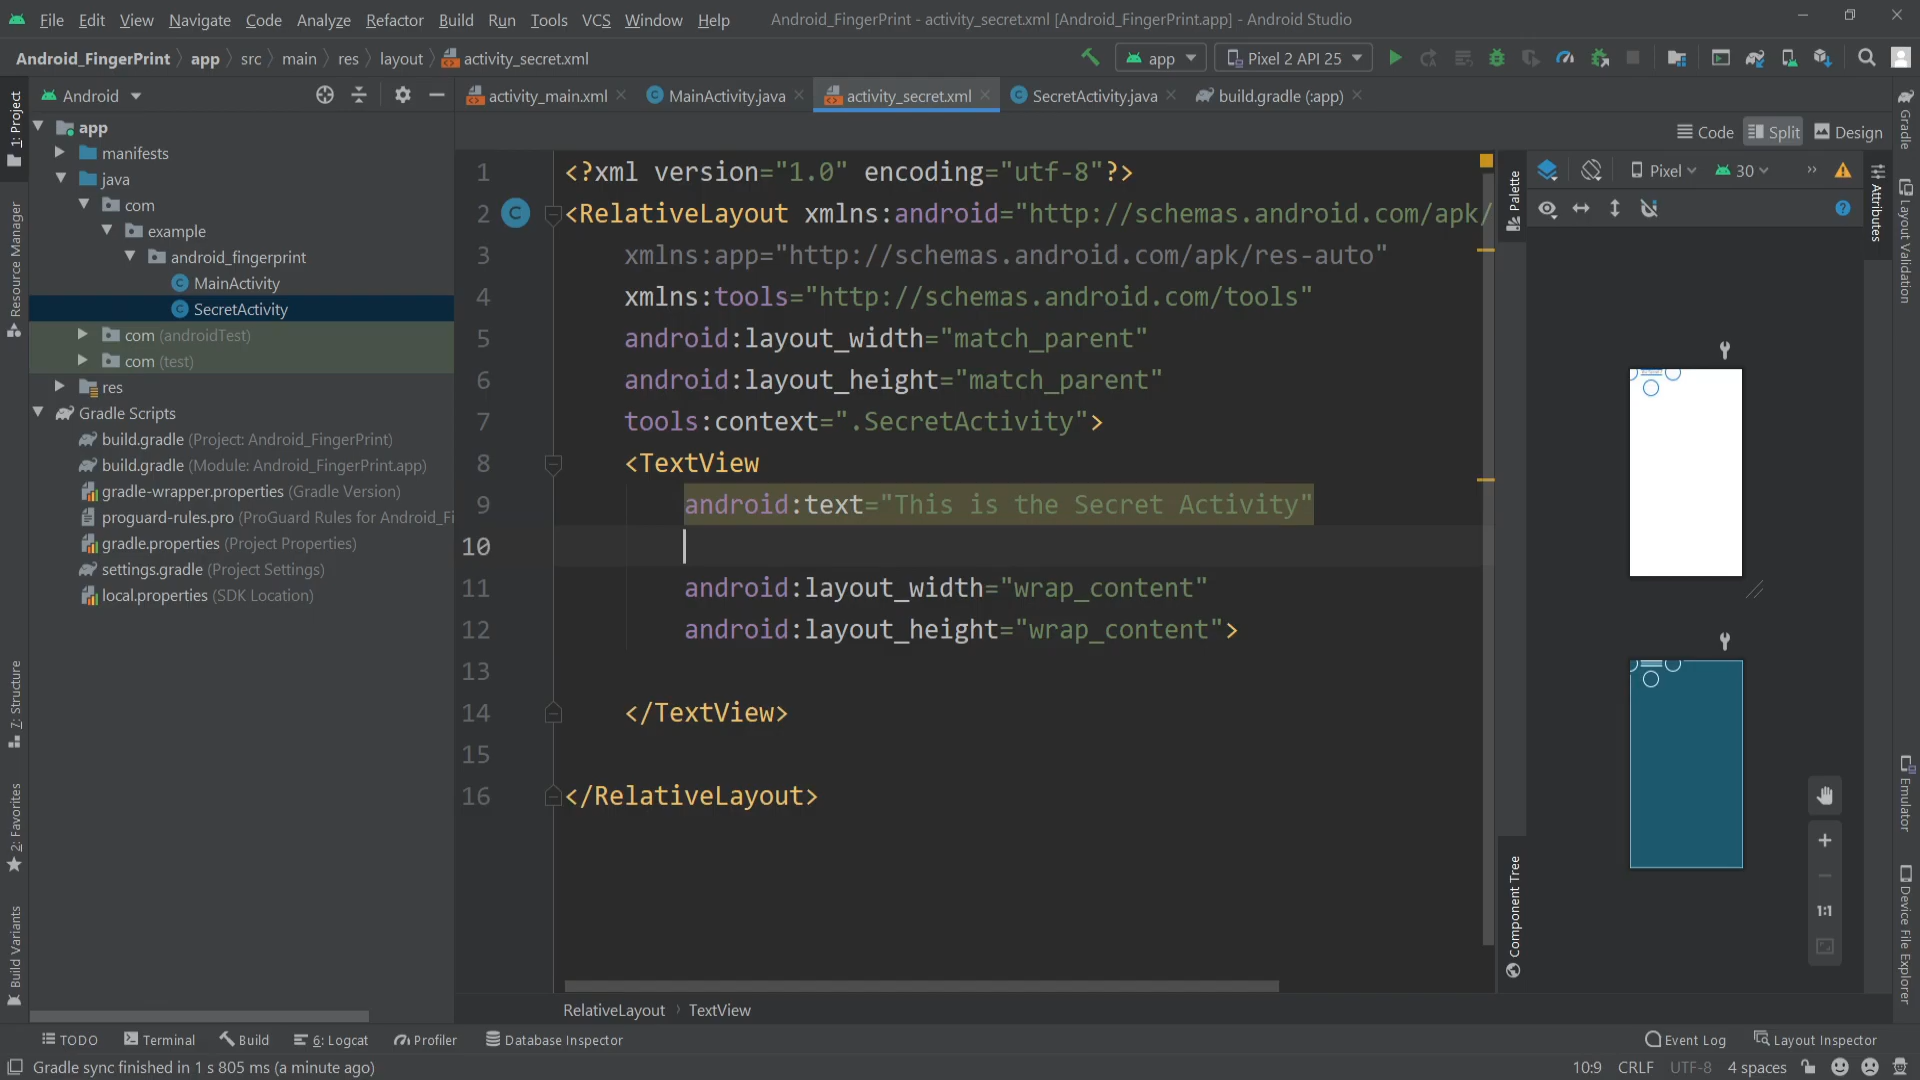 File Edit View Navigate Code Analyze Refactor Build Run Tools VCS Window Help Android_FingerPrint - activity_secret.xml [Android_FingerPrint.app] - Android Studio
Android_FingerPrint app src main res layout activity_secret.xml app Pixel 2 API 25
Android activity_main.xml MainActivity.java activity_secret.xml SecretActivity.java build.gradle (:app)
Code Split Design
Pixel 30
1: Project
Resource Manager
7: Structure
2: Favorites
Build Variants
app
manifests
java
com
example
android_fingerprint
MainActivity
SecretActivity
com (androidTest)
com (test)
res
Gradle Scripts
build.gradle (Project: Android_FingerPrint)
build.gradle (Module: Android_FingerPrint.app)
gradle-wrapper.properties (Gradle Version)
proguard-rules.pro (ProGuard Rules for Android_Fi
gradle.properties (Project Properties)
settings.gradle (Project Settings)
local.properties (SDK Location)
1 <?xml version="1.0" encoding="utf-8"?>
2 <RelativeLayout xmlns:android="http://schemas.android.com/apk/
3 xmlns:app="http://schemas.android.com/apk/res-auto"
4 xmlns:tools="http://schemas.android.com/tools"
5 android:layout_width="match_parent"
6 android:layout_height="match_parent"
7 tools:context=".SecretActivity">
8 <TextView
9 android:text="This is the Secret Activity"
10
11 android:layout_width="wrap_content"
12 android:layout_height="wrap_content">
13
14 </TextView>
15
16 </RelativeLayout>
Palette
Component Tree
Attributes
1:1
Gradle
Layout Validation
Emulator
Device File Explorer
RelativeLayout TextView
TODO Terminal Build 6: Logcat Profiler Database Inspector Event Log Layout Inspector
Gradle sync finished in 1 s 805 ms (a minute ago) 10:9 CRLF UTF-8 4 spaces